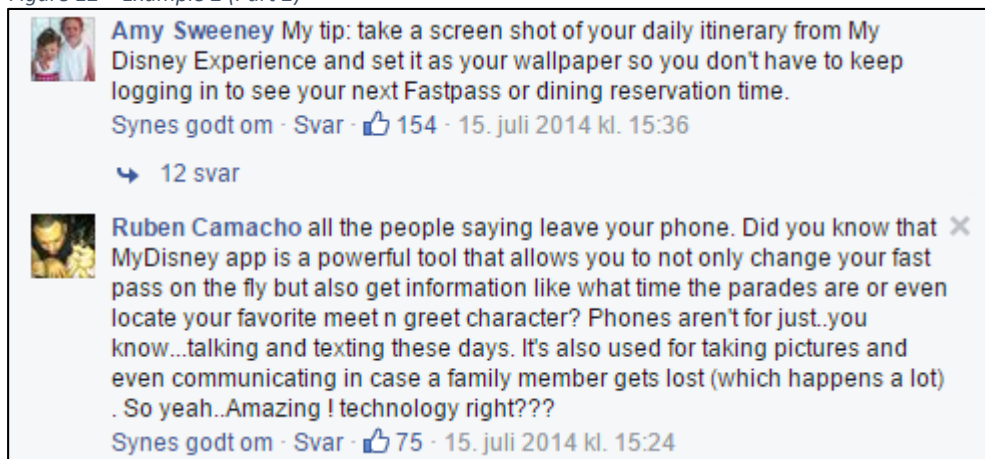 Amy Sweeney My tip: take a screen shot of your daily itinerary from My
Disney Experience and set it as your wallpaper so you don't have to keep
logging in to see your next Fastpass or dining reservation time.
Synes godt om · Svar · 154 · 15. juli 2014 kl. 15:36
12 svar
Ruben Camacho all the people saying leave your phone. Did you know that
MyDisney app is a powerful tool that allows you to not only change your fast
pass on the fly but also get information like what time the parades are or even
locate your favorite meet n greet character? Phones aren't for just..you
know...talking and texting these days. It's also used for taking pictures and
even communicating in case a family member gets lost (which happens a lot)
. So yeah..Amazing ! technology right???
Synes godt om · Svar · 75 · 15. juli 2014 kl. 15:24